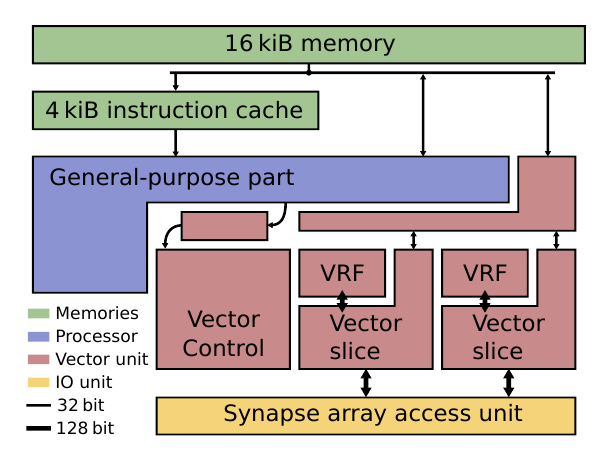 16 kiB memory
4 kiB instruction cache
General-purpose part
VRF
VRF
Vector
Control
Vector
slice
Vector
slice
Memories
Processor
Vector unit
IO unit
32 bit
128 bit
Synapse array access unit